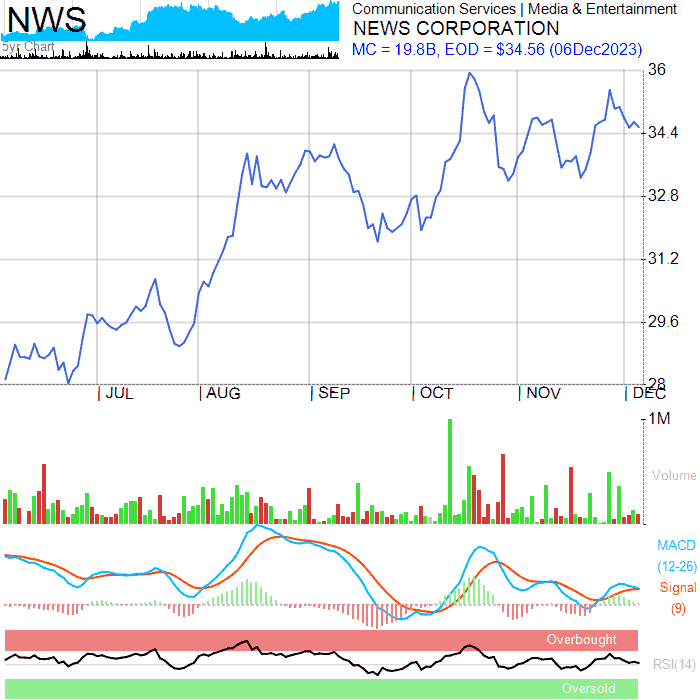 NWS
5yr Chart
Communication Services | Media & Entertainment
NEWS CORPORATION
MC = 19.8B, EOD = $34.56 (06Dec2023)
36
34.4
32.8
31.2
29.6
28
JUL AUG SEP OCT NOV DEC
1M
Volume
MACD
(12-26)
Signal
(9)
Overbought
RSI(14)
Oversold